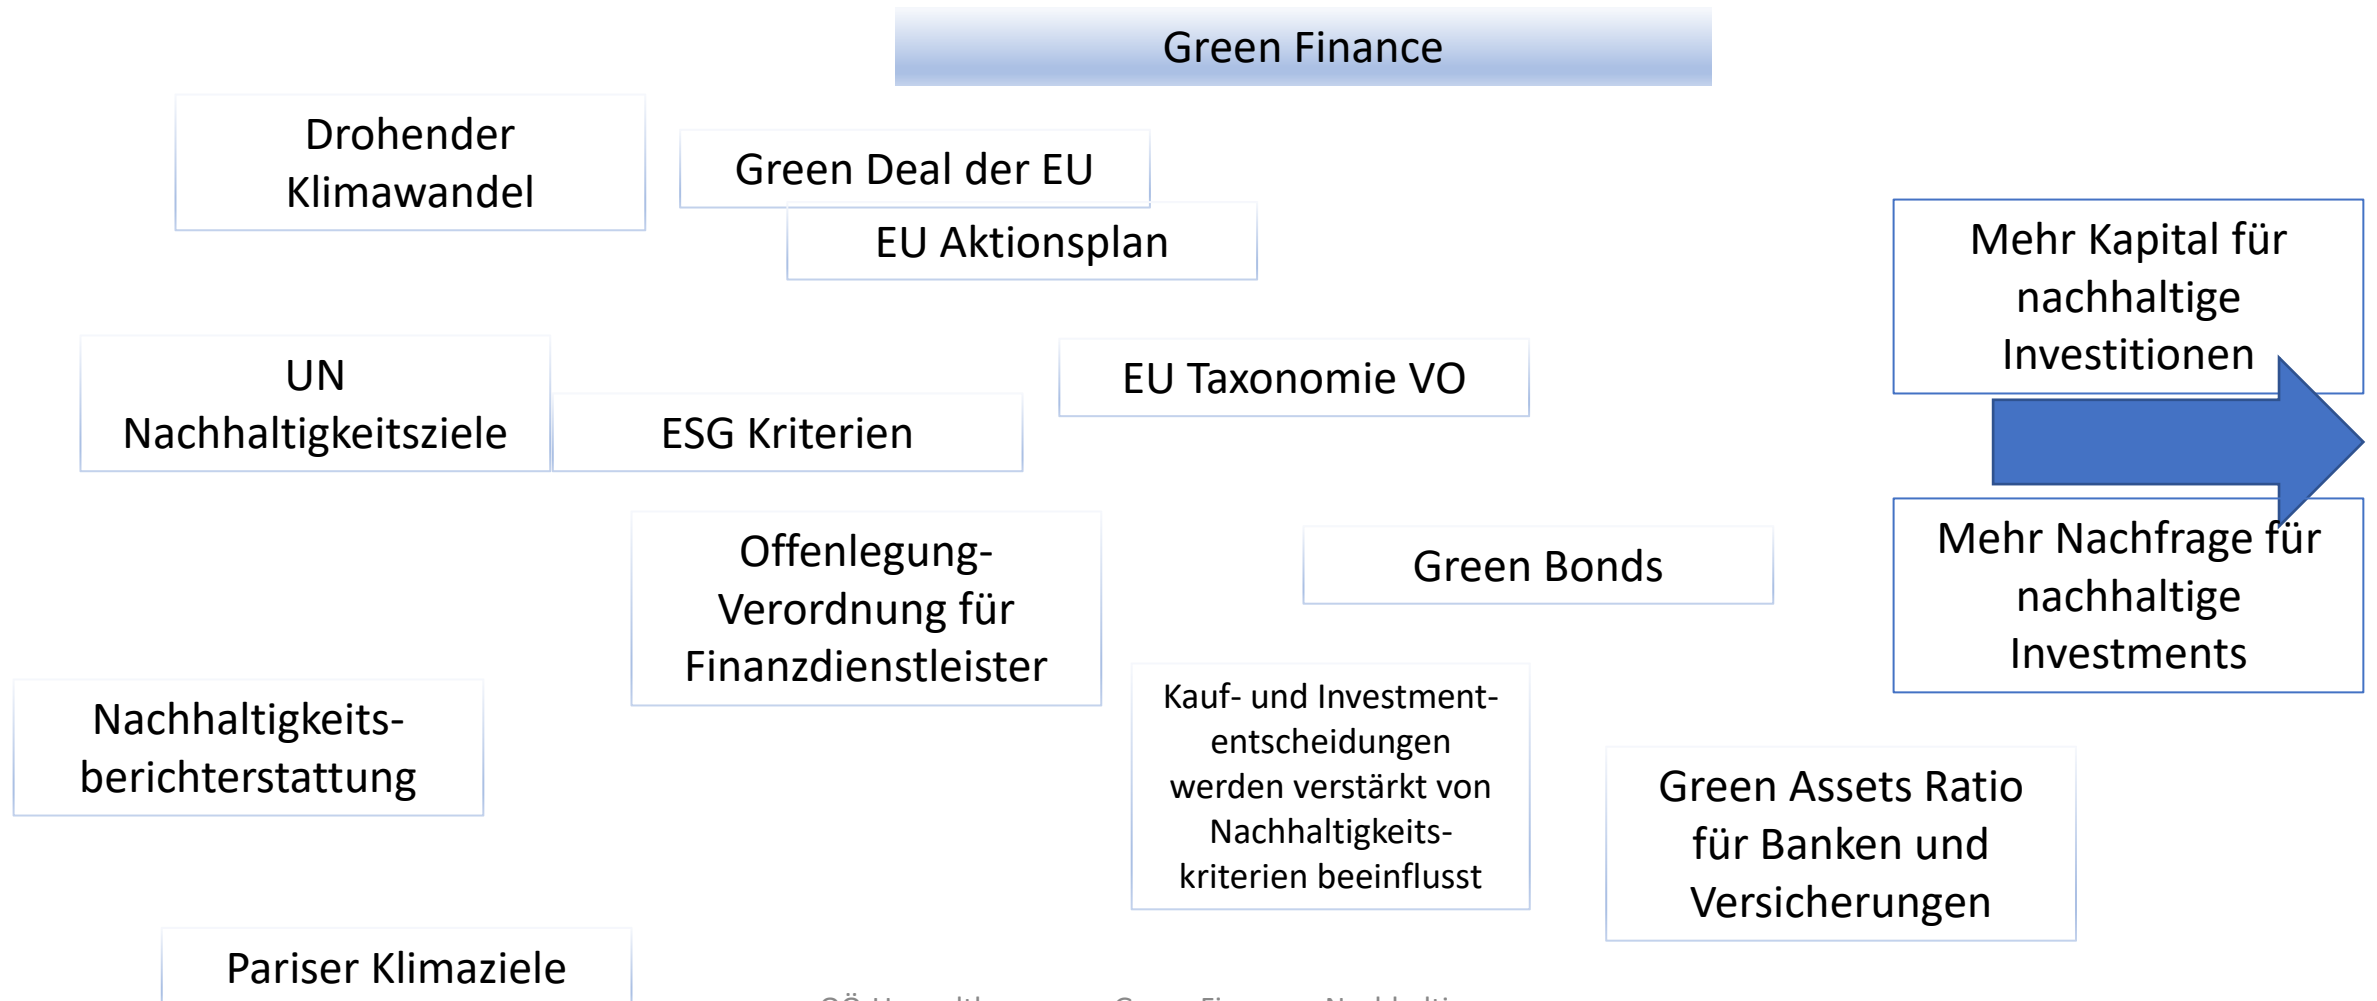 Green Finance
Drohender
Klimawandel
Green Deal der EU
EU Aktionsplan
Mehr Kapital für
nachhaltige
Investitionen
UN
Nachhaltigkeitsziele
ESG Kriterien
EU Taxonomie VO
Offenlegung-
Verordnung für
Finanzdienstleister
Green Bonds
Mehr Nachfrage für
nachhaltige
Investments
Nachhaltigkeits-
berichterstattung
Kauf- und Investment-
entscheidungen
werden verstärkt von
Nachhaltigkeits-
kriterien beeinflusst
Green Assets Ratio
für Banken und
Versicherungen
Pariser Klimaziele